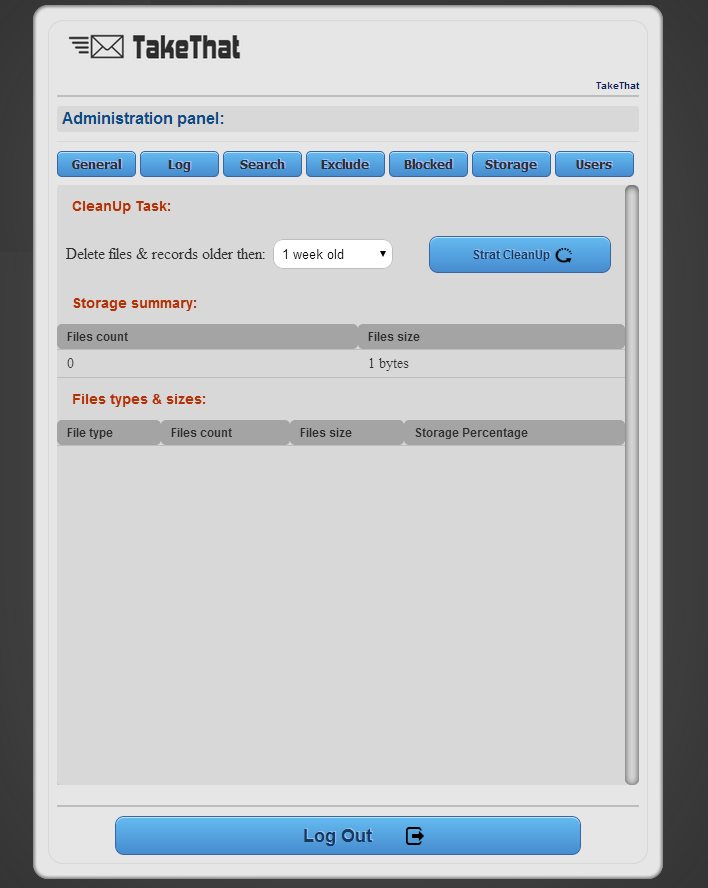 TakeThat
TakeThat
Administration panel:
General Log Search Exclude Blocked Storage Users
CleanUp Task:
Delete files & records older then: 1 week old Strat CleanUp
Storage summary:
Files count Files size
0 1 bytes
Files types & sizes:
File type Files count Files size Storage Percentage
Log Out